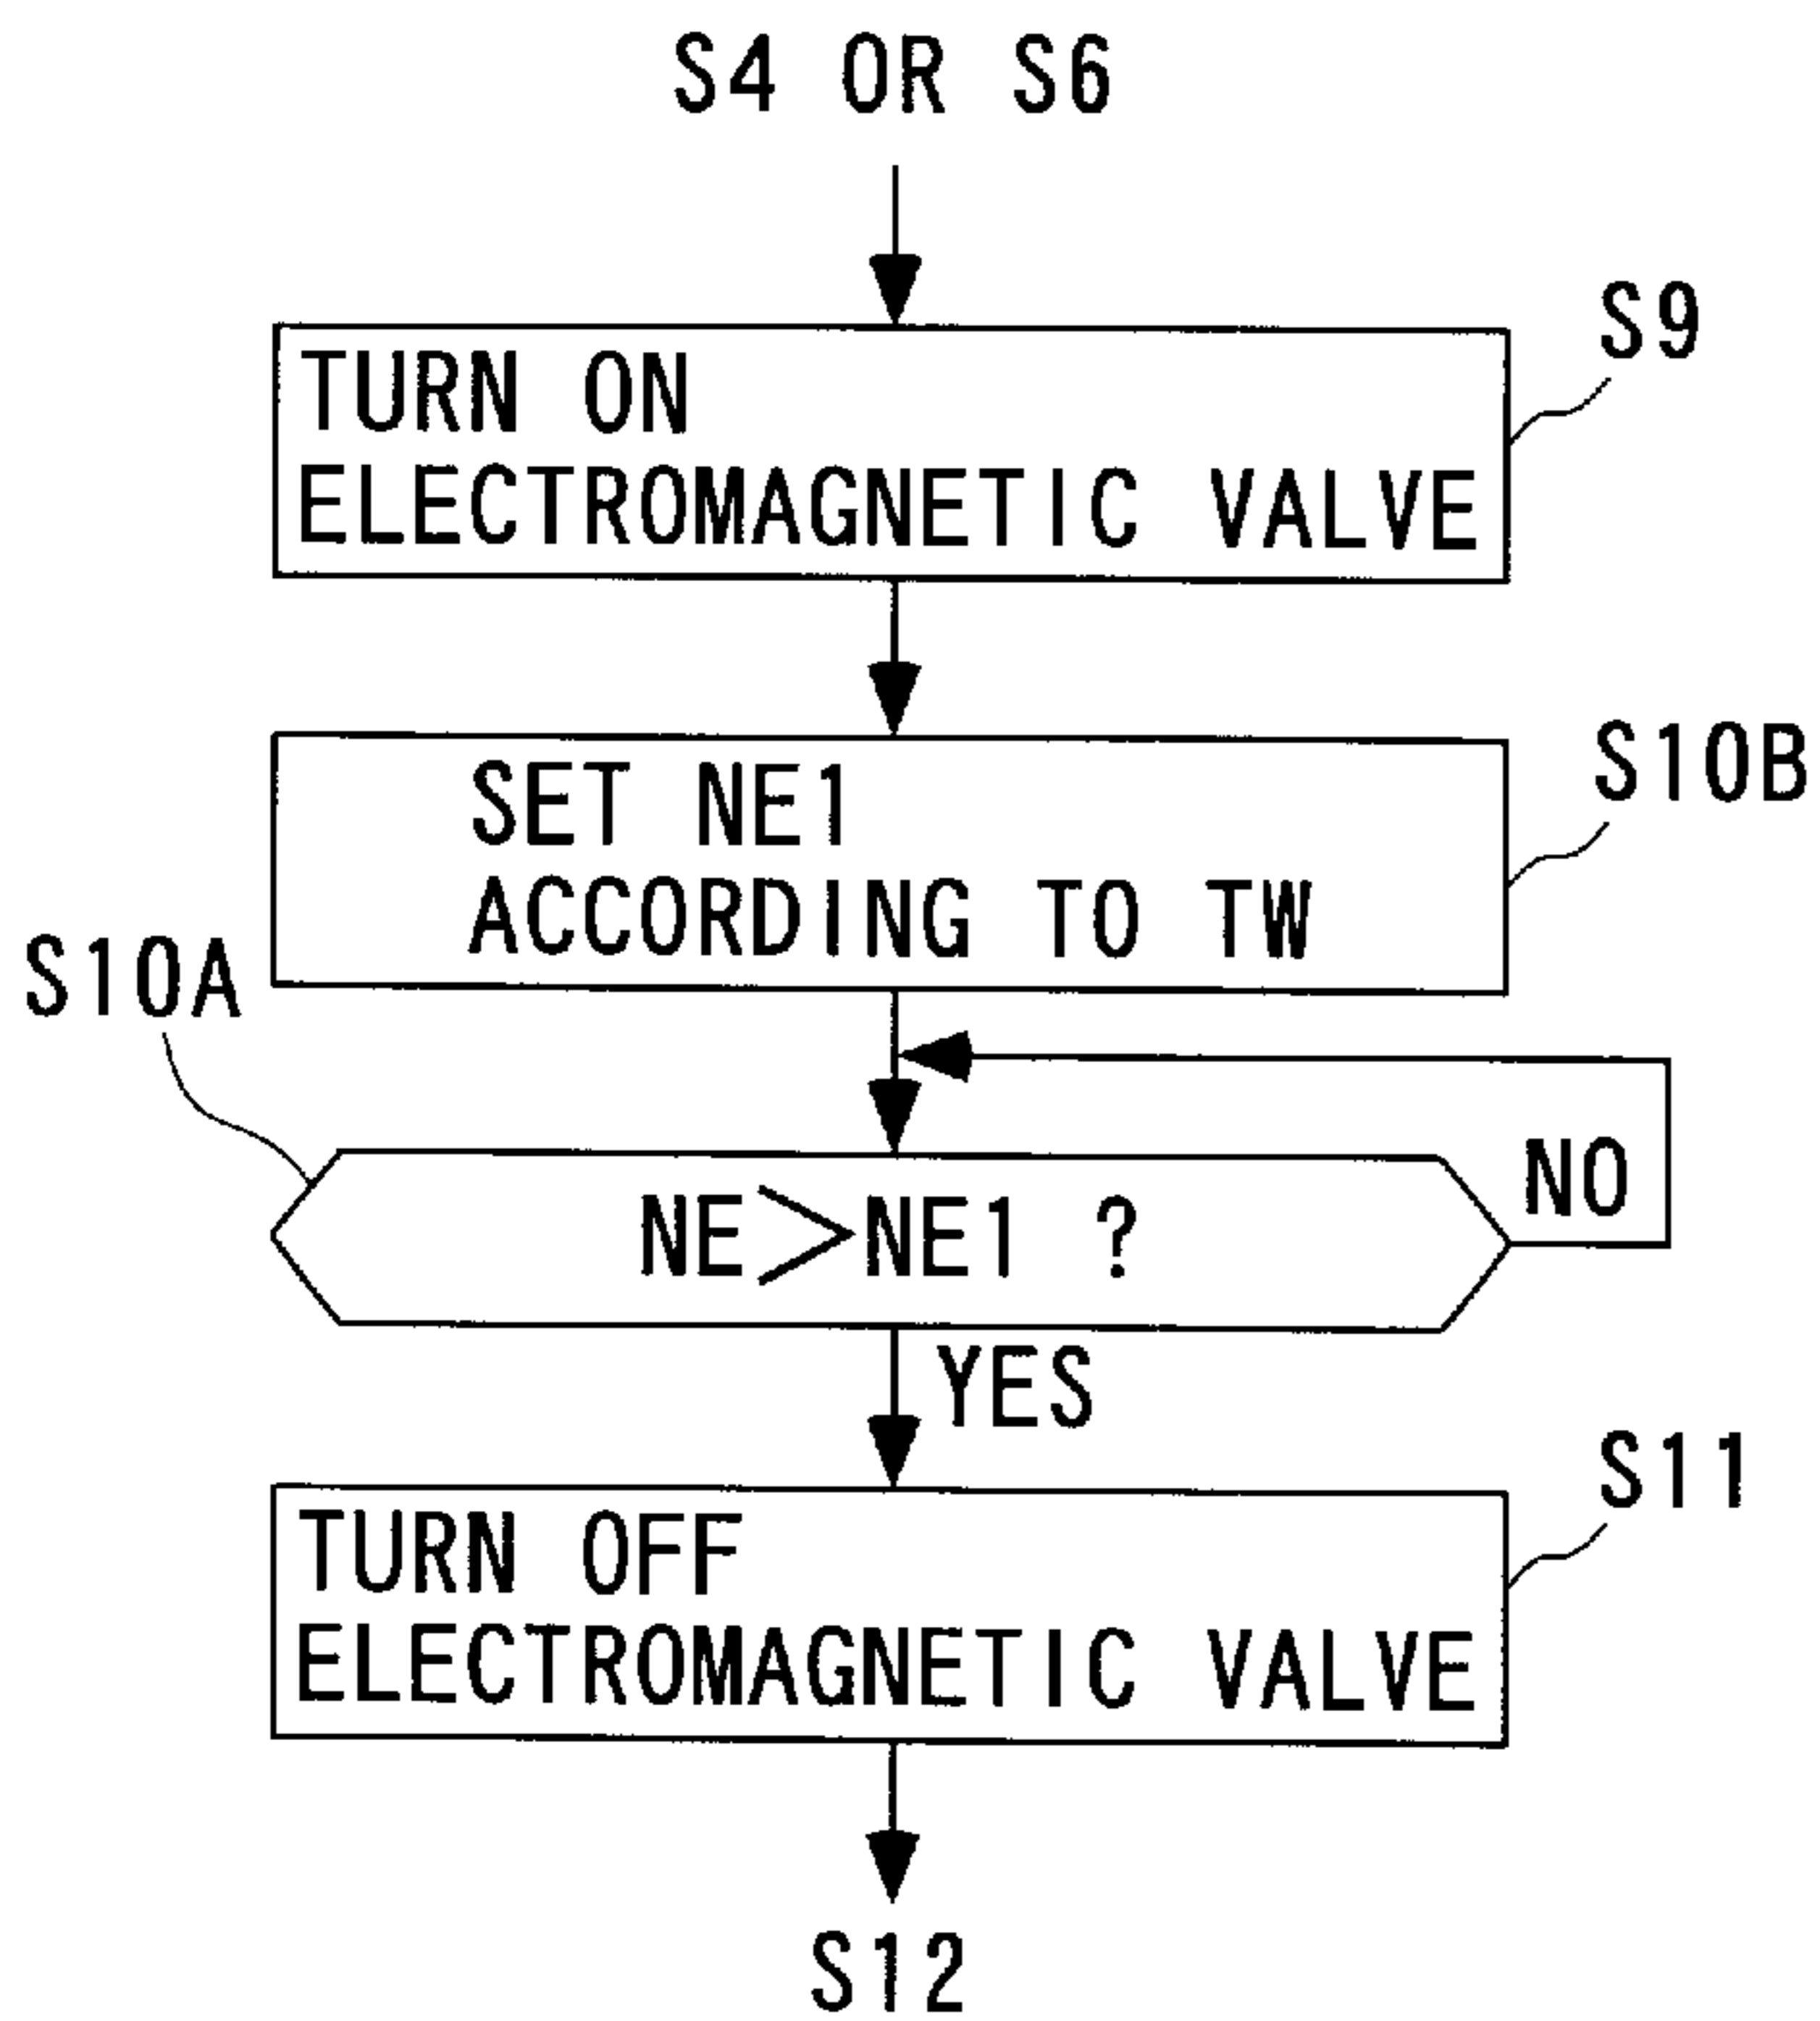 S4 OR S6
S9
TURN ON
ELECTROMAGNETIC VALVE
S10B
SET NE1
ACCORDING TO TW
S10A
NE>NE1 ?
NO
YES
S11
TURN OFF
ELECTROMAGNETIC VALVE
S12